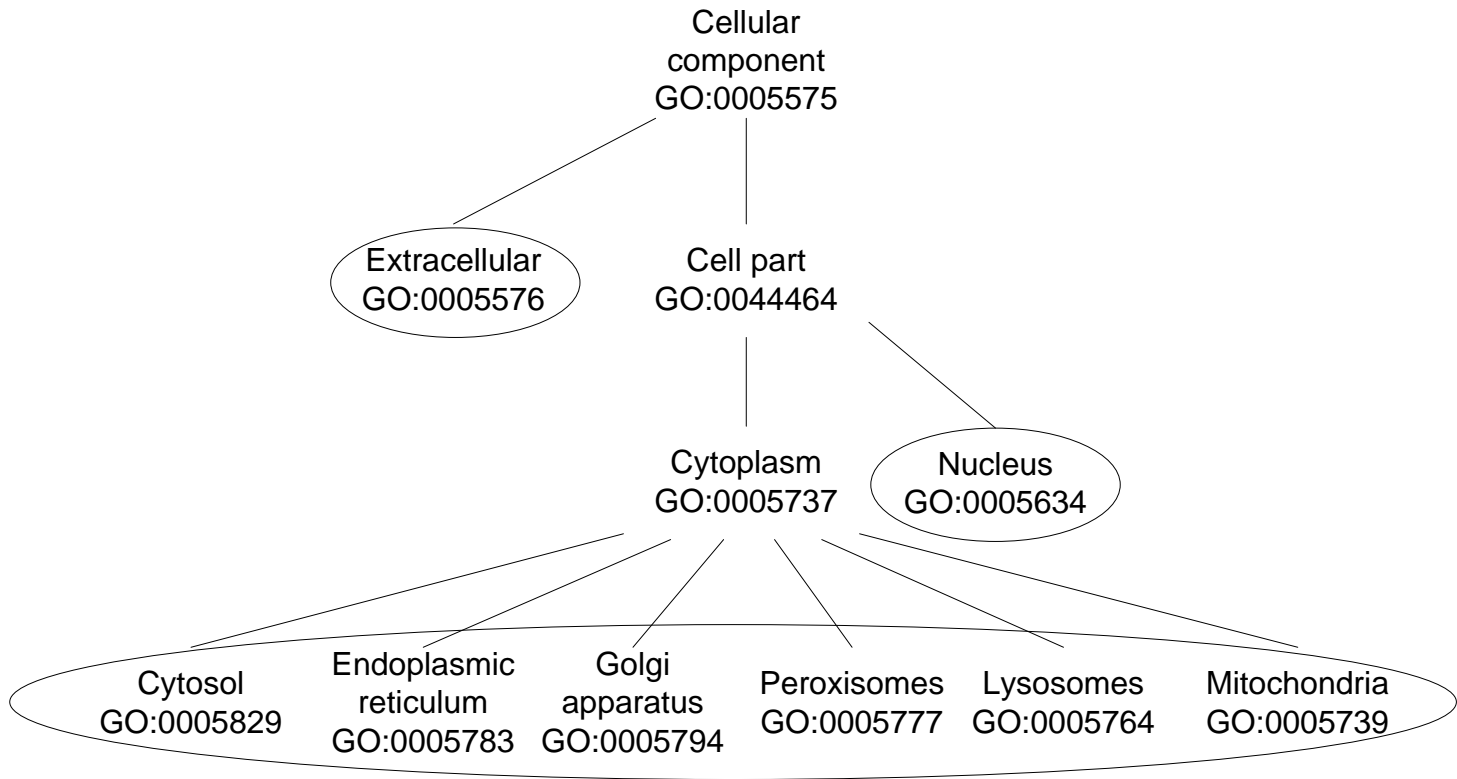 Cellular
component
GO:0005575
Extracellular
GO:0005576
Cell part
GO:0044464
Cytoplasm
GO:0005737
Nucleus
GO:0005634
Cytosol
GO:0005829
Endoplasmic
reticulum
GO:0005783
Golgi
apparatus
GO:0005794
Peroxisomes
GO:0005777
Lysosomes
GO:0005764
Mitochondria
GO:0005739